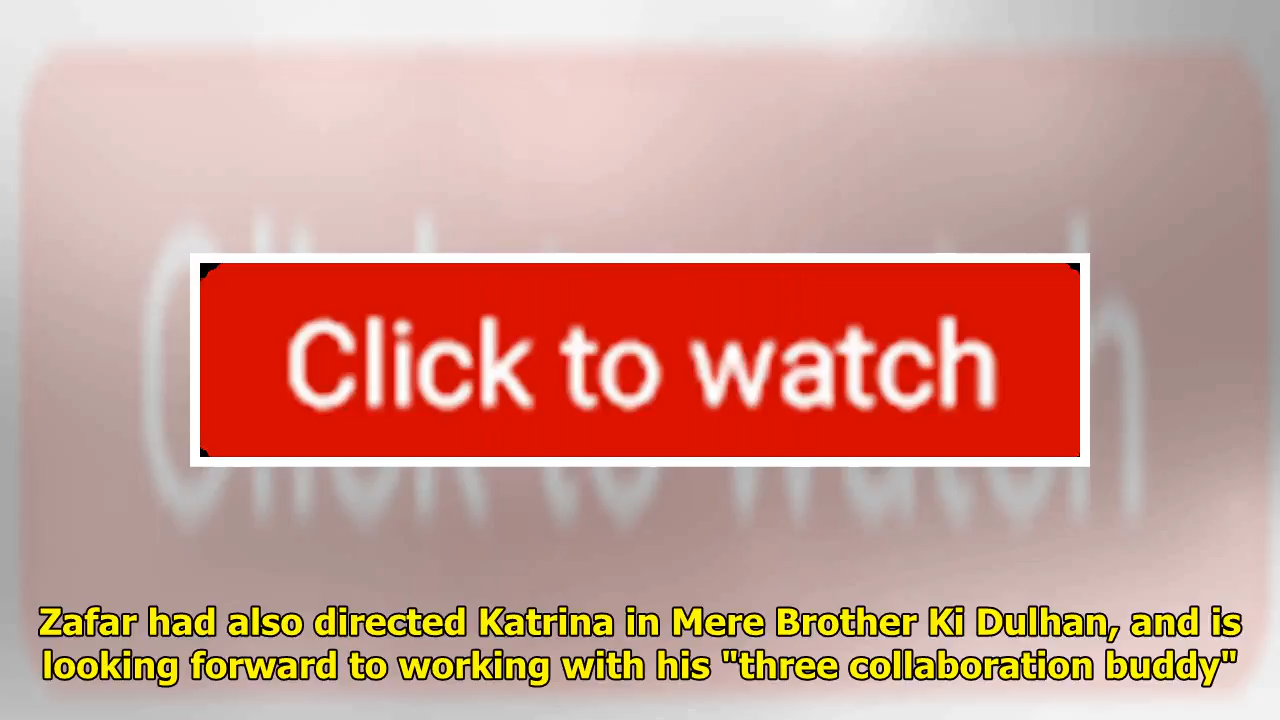 Click to watch
Zafar had also directed Katrina in Mere Brother Ki Dulhan, and is
looking forward to working with his "three collaboration buddy"